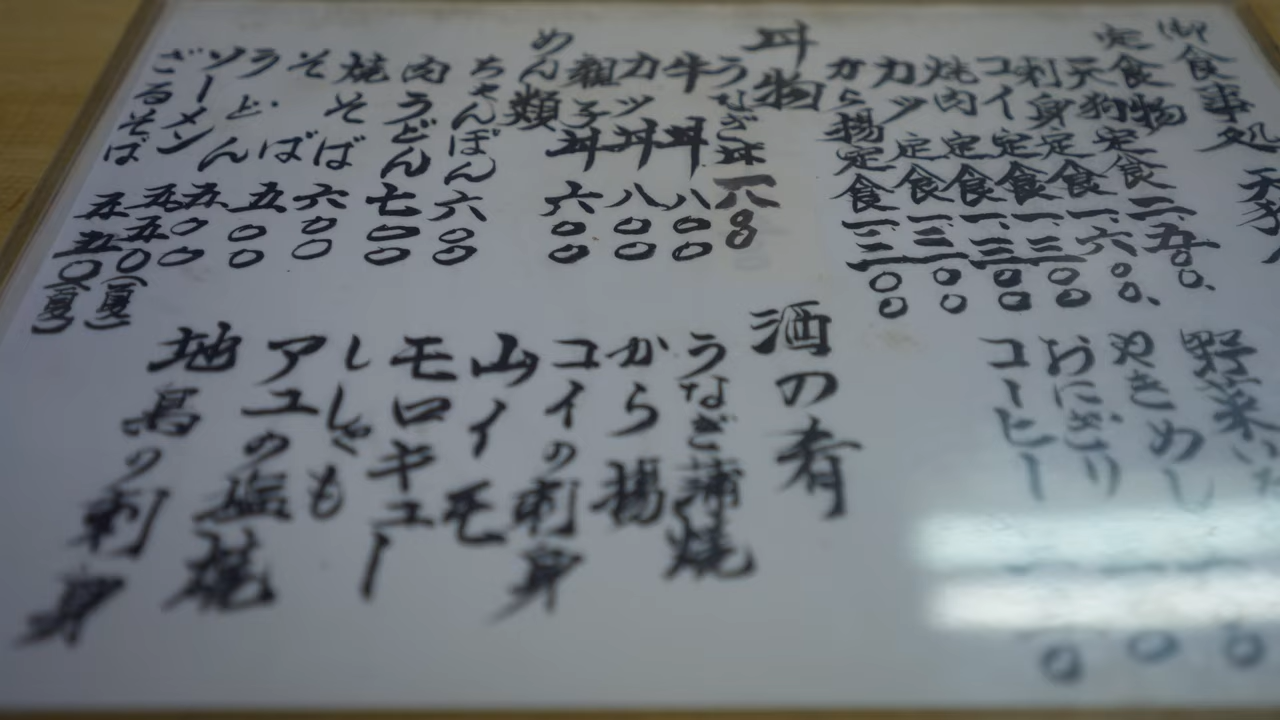 御食事処 天狗
定食物
天狗定食 二、五〇〇、
刺身定食 一、六〇〇、
コイ定食 一、三〇〇
焼肉定食 一、三〇〇
カツ定食 一、三〇〇
から揚定食 一、三〇〇
丼物
うなぎ丼 一八〇〇
牛丼 八〇〇
カツ丼 八〇〇
親子丼 六〇〇
めん類
ちゃんぽん 六〇〇
肉うどん 七〇〇
焼そば 六〇〇
そば 五〇〇
うどん 五〇〇
ソーメン 五五〇(夏)
ざるそば 五五〇(夏)
野菜いた
やきめし
おにぎり
コーヒー
酒の肴
うなぎ蒲焼
から揚
コイの刺身
山イモ
モロキュー
ししゃも
アユの塩焼
地鳥の刺身